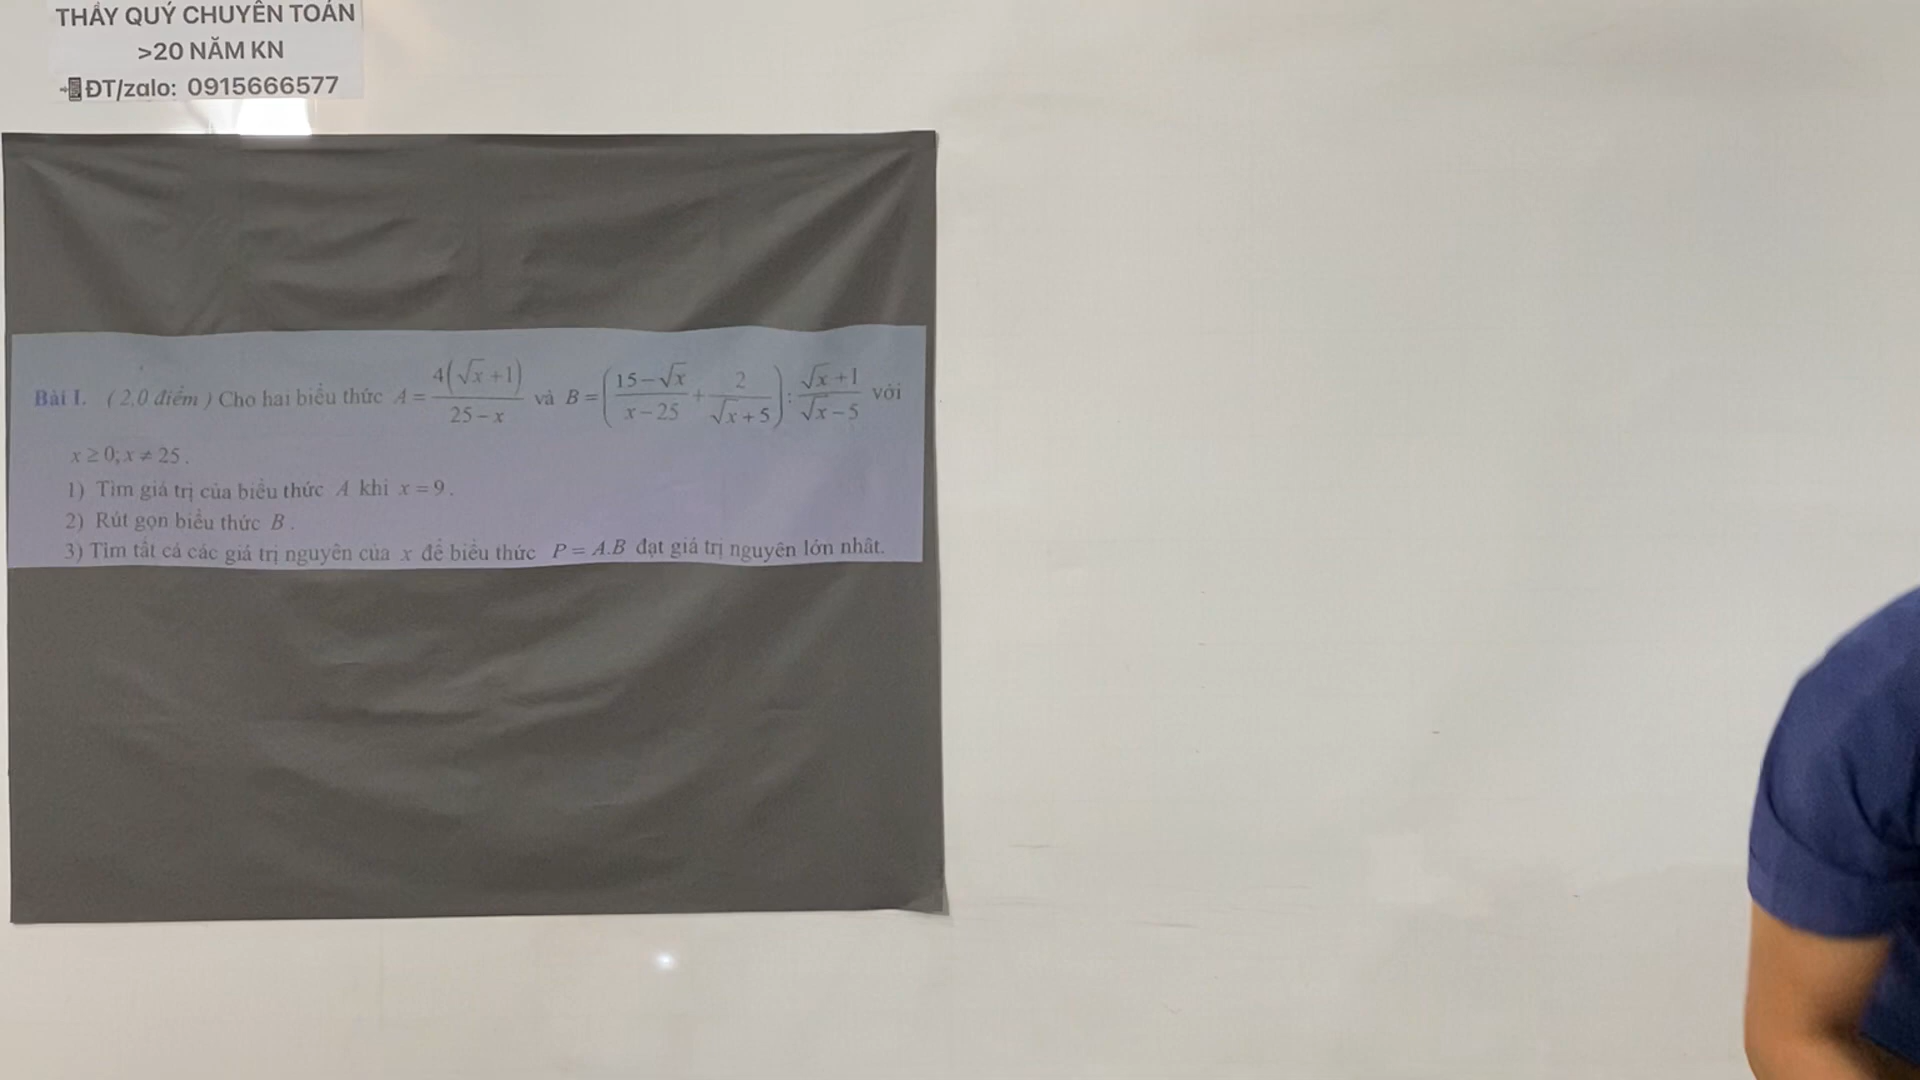 THẦY QUÝ CHUYÊN TOÁN
>20 NĂM KN
ĐT/zalo: 0915666577
Bài I. ( 2,0 điểm ) Cho hai biểu thức A = 4(√x+1)/(25−x) và B = ((15−√x)/(x−25) + 2/(√x+5)) : (√x+1)/(√x−5) với
x ≥ 0; x ≠ 25.
1) Tìm giá trị của biểu thức A khi x = 9.
2) Rút gọn biểu thức B.
3) Tìm tất cả các giá trị nguyên của x để biểu thức P = A.B đạt giá trị nguyên lớn nhất.